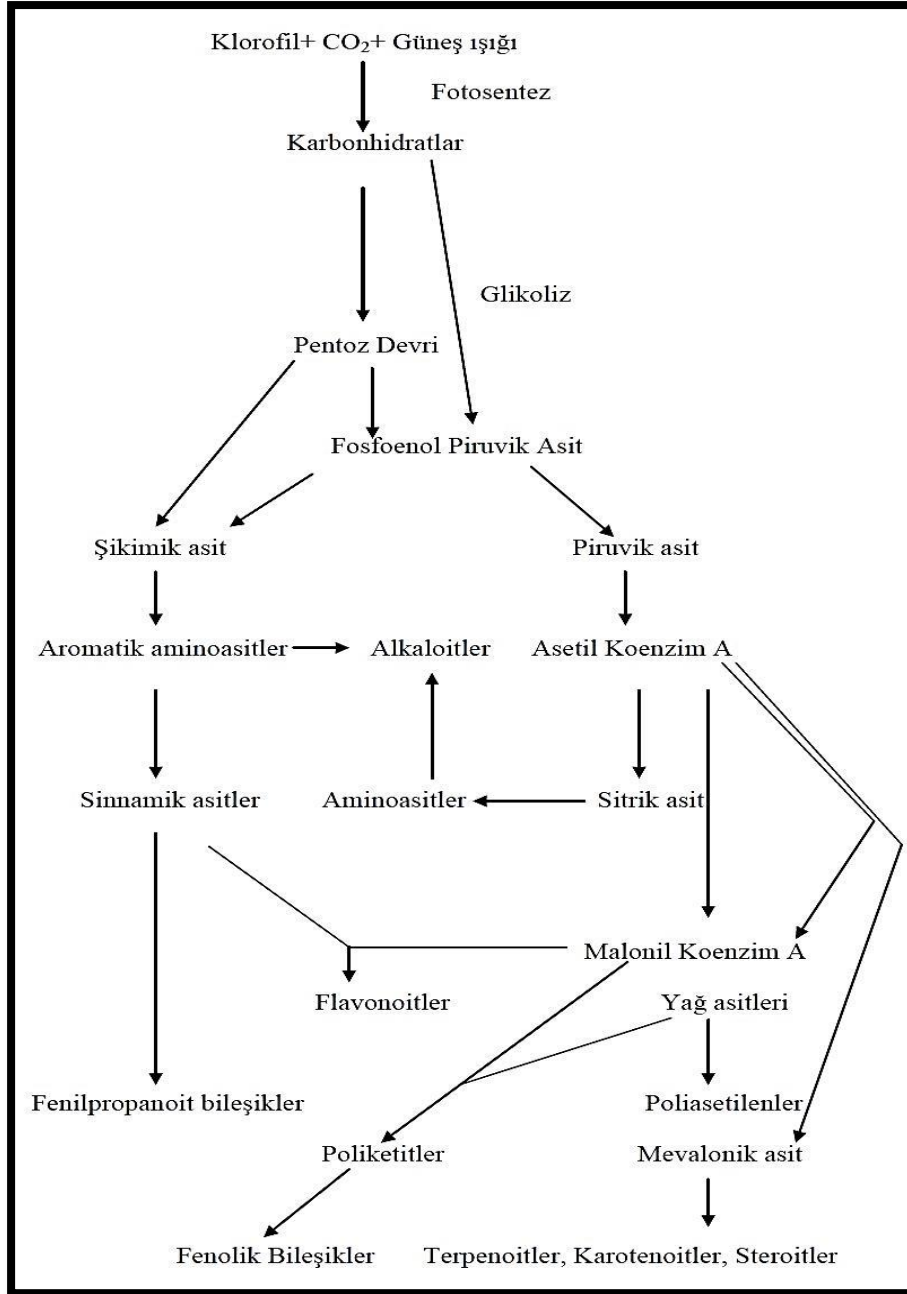 Klorofil+ CO₂+ Güneş ışığı
Fotosentez
Karbonhidratlar
Glikoliz
Pentoz Devri
Fosfoenol Piruvik Asit
Şikimik asit
Piruvik asit
Aromatik aminoasitler
Alkaloitler
Asetil Koenzim A
Sinnamik asitler
Aminoasitler
Sitrik asit
Malonil Koenzim A
Flavonoitler
Yağ asitleri
Fenilpropanoit bileşikler
Poliasetilenler
Poliketitler
Mevalonik asit
Fenolik Bileşikler
Terpenoitler, Karotenoitler, Steroitler